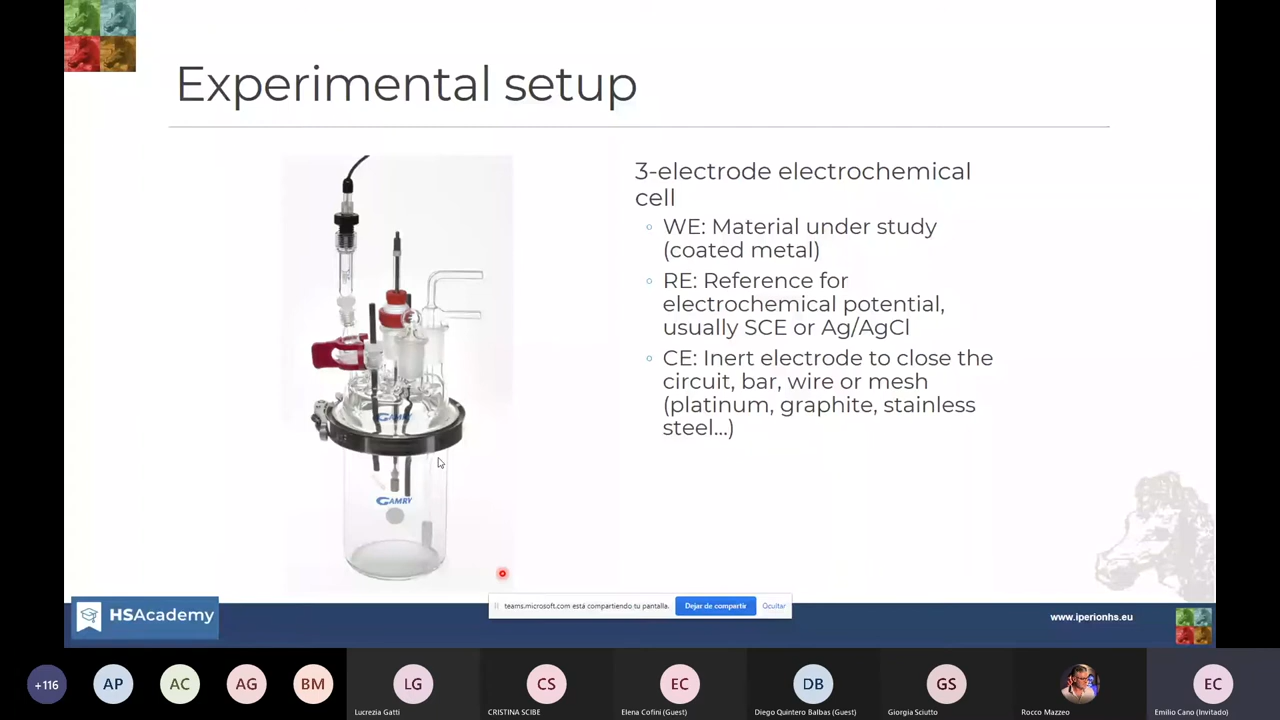 Experimental setup
3-electrode electrochemical
cell
WE: Material under study
(coated metal)
RE: Reference for
electrochemical potential,
usually SCE or Ag/AgCl
CE: Inert electrode to close the
circuit, bar, wire or mesh
(platinum, graphite, stainless
steel...)
GAMRY
GAMRY
teams.microsoft.com está compartiendo tu pantalla.
Dejar de compartir
Ocultar
HSAcademy
www.iperionhs.eu
+116
AP
AC
AG
BM
LG
CS
EC
DB
GS
EC
Lucrezia Gatti
CRISTINA SCIBE
Elena Cofini (Guest)
Diego Quintero Balbas (Guest)
Giorgia Sciutto
Rocco Mazzeo
Emilio Cano (Invitado)